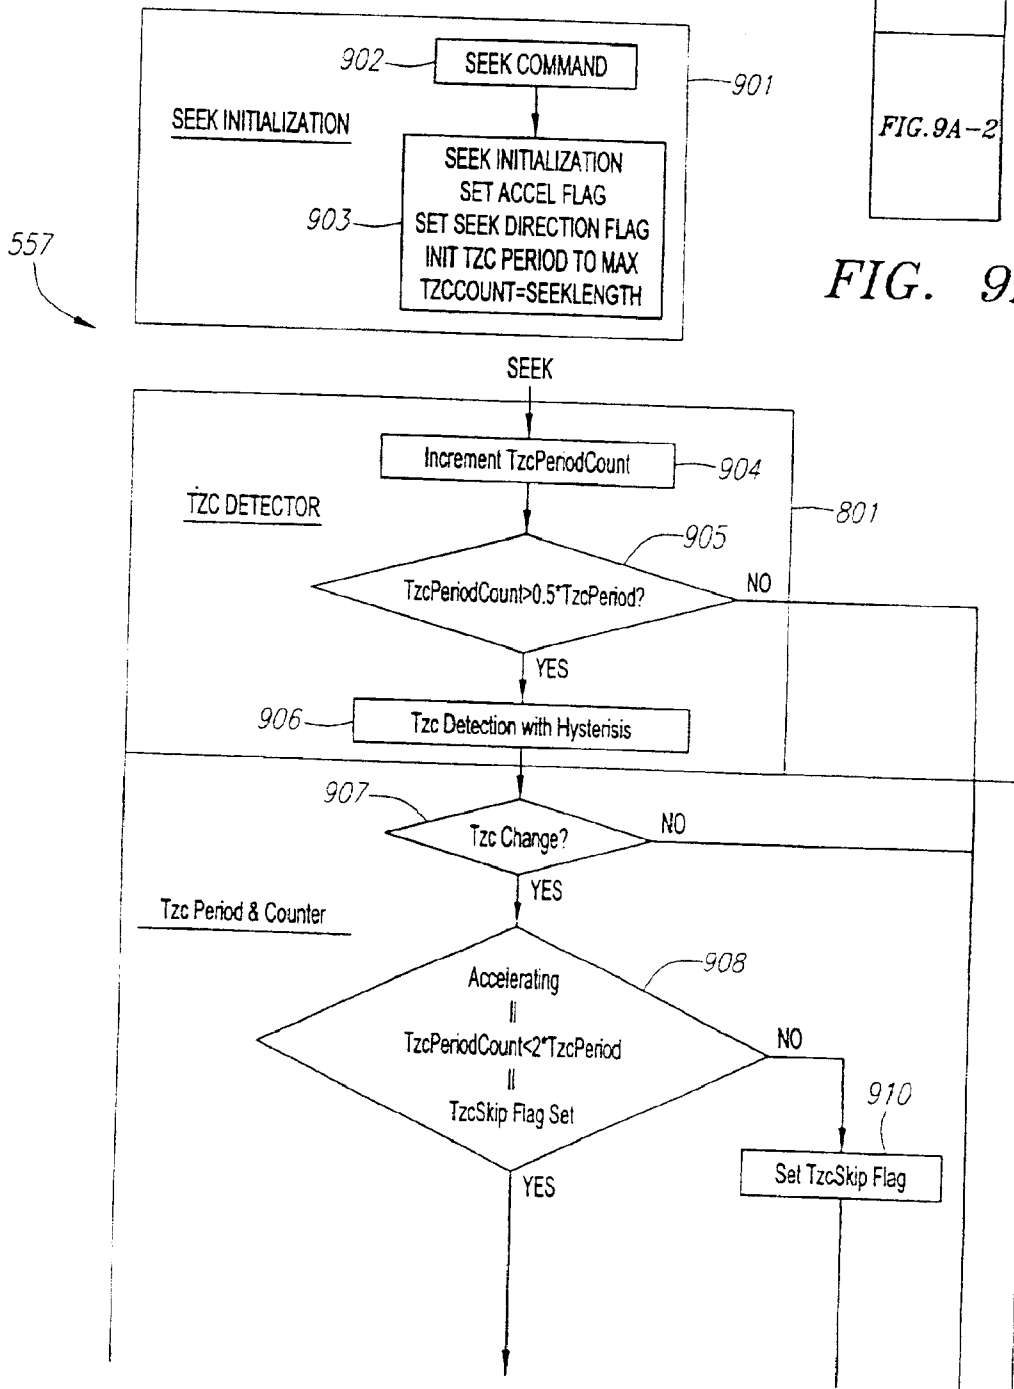 902
SEEK COMMAND
901
SEEK INITIALIZATION
903
SEEK INITIALIZATION
SET ACCEL FLAG
SET SEEK DIRECTION FLAG
INIT TZC PERIOD TO MAX
TZCCOUNT=SEEKLENGTH
FIG.9A-2
FIG. 9
557
SEEK
Increment TzcPeriodCount
904
TZC DETECTOR
801
905
TzcPeriodCount>0.5*TzcPeriod?
NO
YES
906
Tzc Detection with Hysterisis
907
Tzc Change?
NO
YES
Tzc Period & Counter
908
Accelerating
||
TzcPeriodCount<2*TzcPeriod
||
TzcSkip Flag Set
NO
YES
910
Set TzcSkip Flag